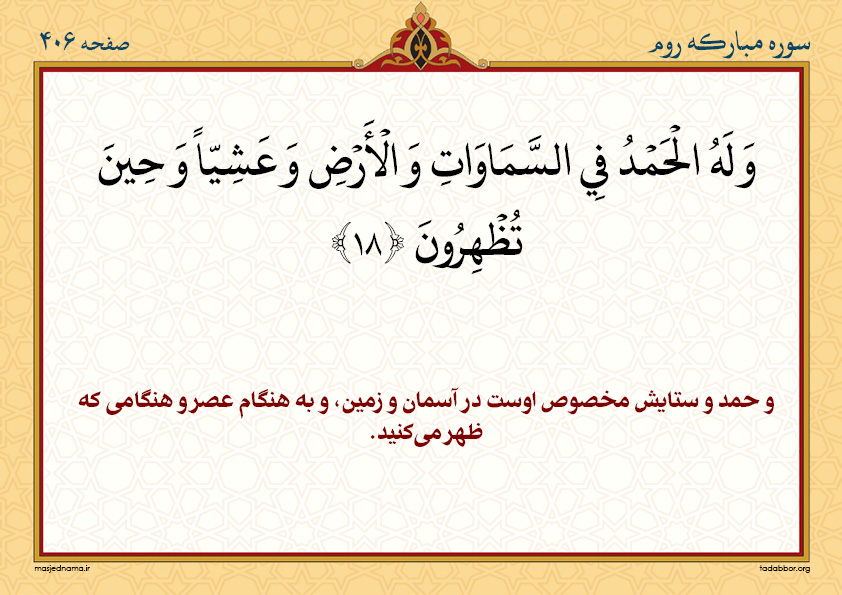 سوره مبارکه روم
صفحه ۴۰۶
وَلَهُ الْحَمْدُ فِي السَّمَاوَاتِ وَالْأَرْضِ وَعَشِيّاً وَحِينَ
تُظْهِرُونَ ﴿۱۸﴾
و حمد و ستایش مخصوص اوست در آسمان و زمین، و به هنگام عصر و هنگامی که
ظهر می‌کنید.
masjednama.ir
tadabbor.org